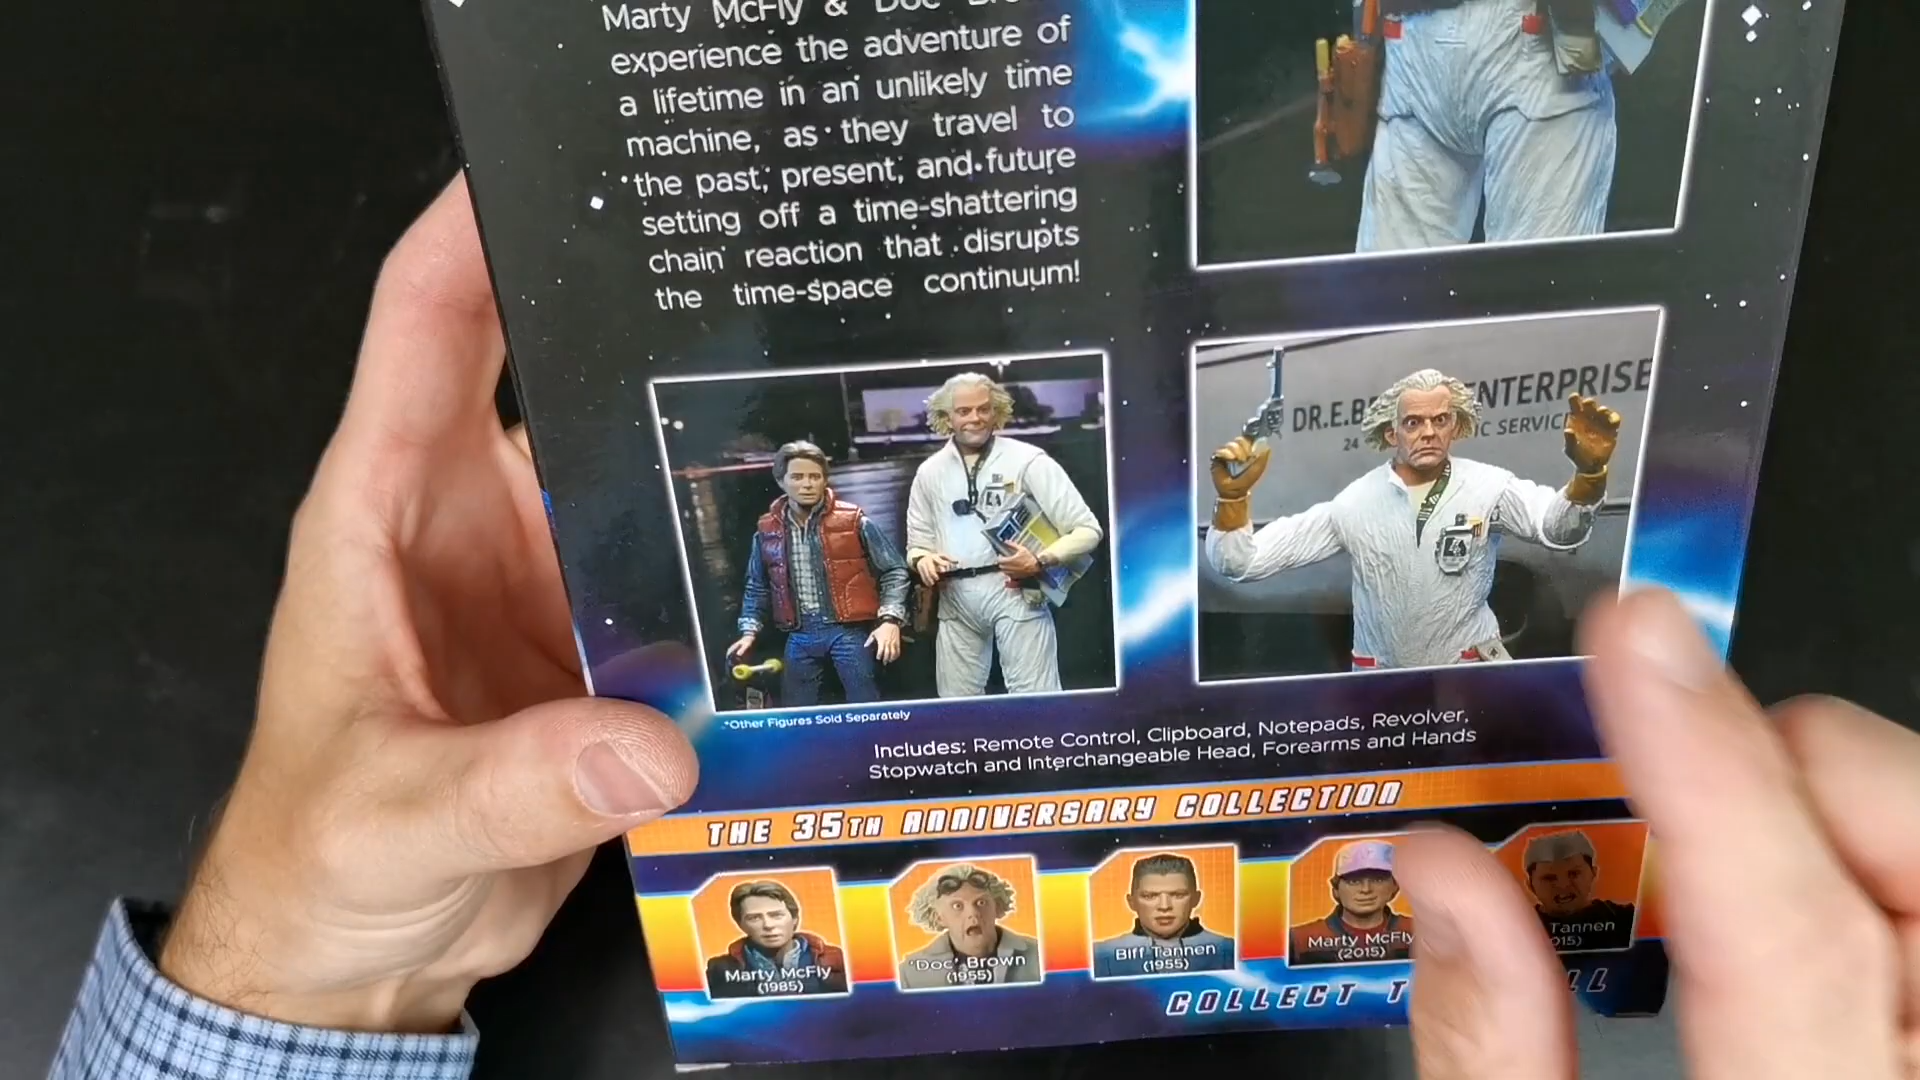 Marty McFly & Doc
experience the adventure of
a lifetime in an unlikely time
machine, as they travel to
the past, present, and future
setting off a time-shattering
chain reaction that disrupts
the time-space continuum!
DR.E.B ENTERPRISE
24 IC SERVIC
*Other Figures Sold Separately
Includes: Remote Control, Clipboard, Notepads, Revolver,
Stopwatch and Interchangeable Head, Forearms and Hands
THE 35TH ANNIVERSARY COLLECTION
Marty McFly
(1985)
'Doc' Brown
(1955)
Biff Tannen
(1955)
Marty McFly
(2015)
Tannen
015)
COLLECT T LL